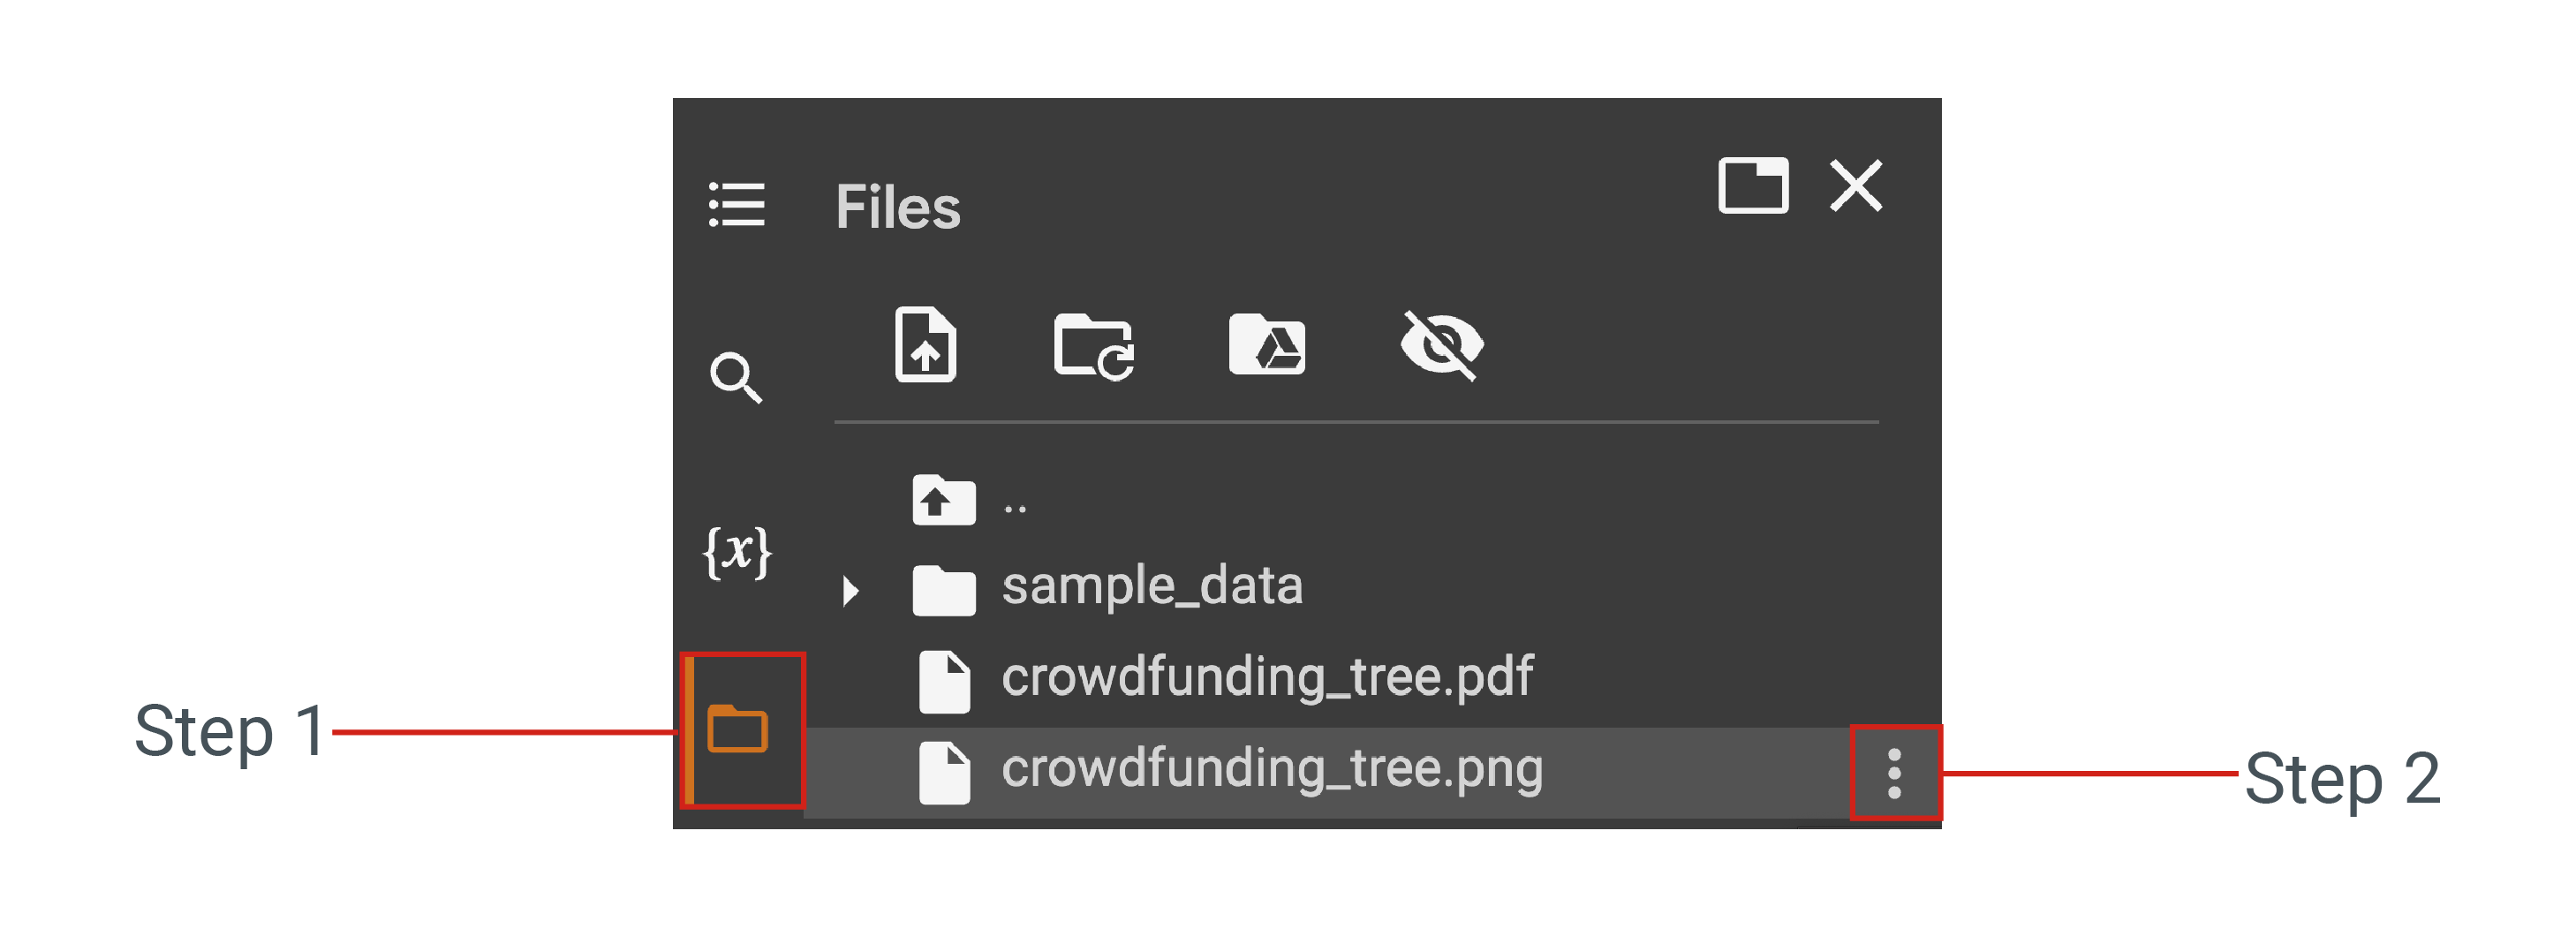 Files
{x}
..
sample_data
crowdfunding_tree.pdf
crowdfunding_tree.png
Step 1
Step 2